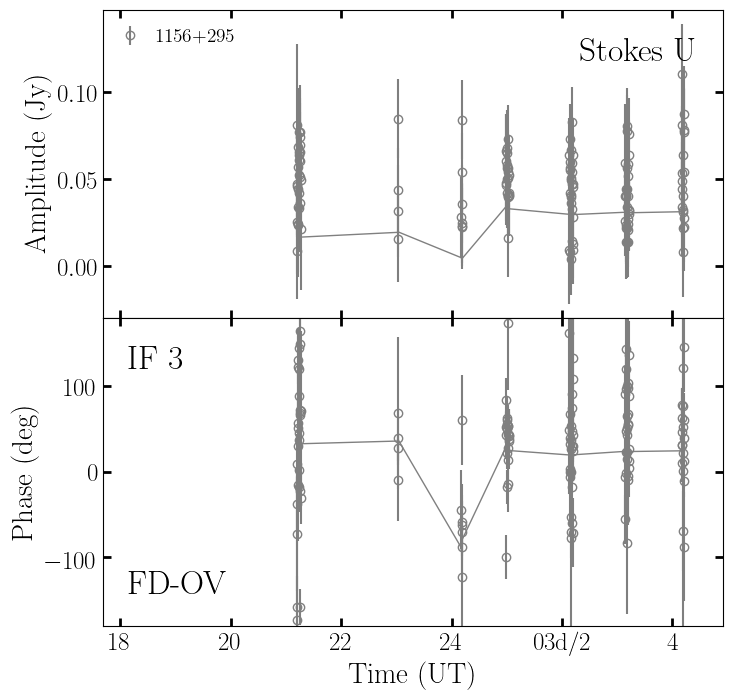 1156+295
Stokes U
Amplitude (Jy)
0.10
0.05
0.00
IF 3
FD-OV
Phase (deg)
100
0
−100
18 20 22 24 03d/2 4
Time (UT)